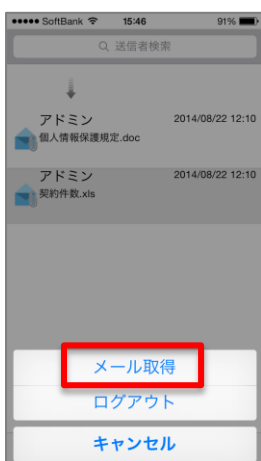 SoftBank 15:46 91%
送信者検索
アドミン 2014/08/22 12:10
個人情報保護規定.doc
アドミン 2014/08/22 12:10
契約件数.xls
メール取得
ログアウト
キャンセル